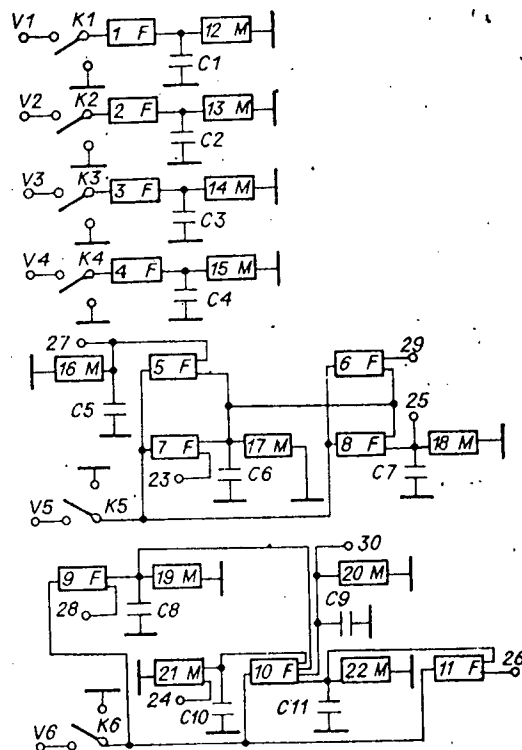 V1 K1 1 F 12 M
C1
V2 K2 2 F 13 M
C2
V3 K3 3 F 14 M
C3
V4 K4 4 F 15 M
C4
27 29
16 M 5 F 6 F
25
C5 7 F 17 M 8 F 18 M
23 C6 C7
V5 K5
30
9 F 19 M 20 M
28 C8 C9
21 M 10 F 22 M 11 F 26
24 C10 C11
V6 K6